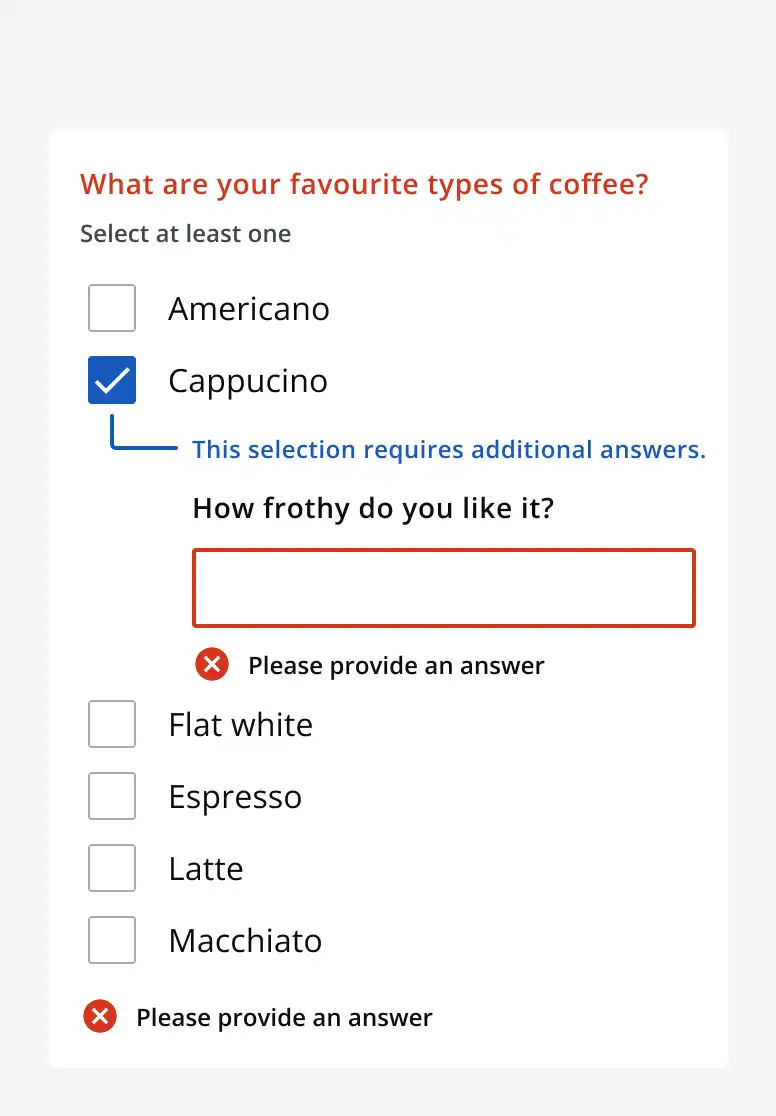 What are your favourite types of coffee?
Select at least one
Americano
Cappucino
This selection requires additional answers.
How frothy do you like it?
Please provide an answer
Flat white
Espresso
Latte
Macchiato
Please provide an answer